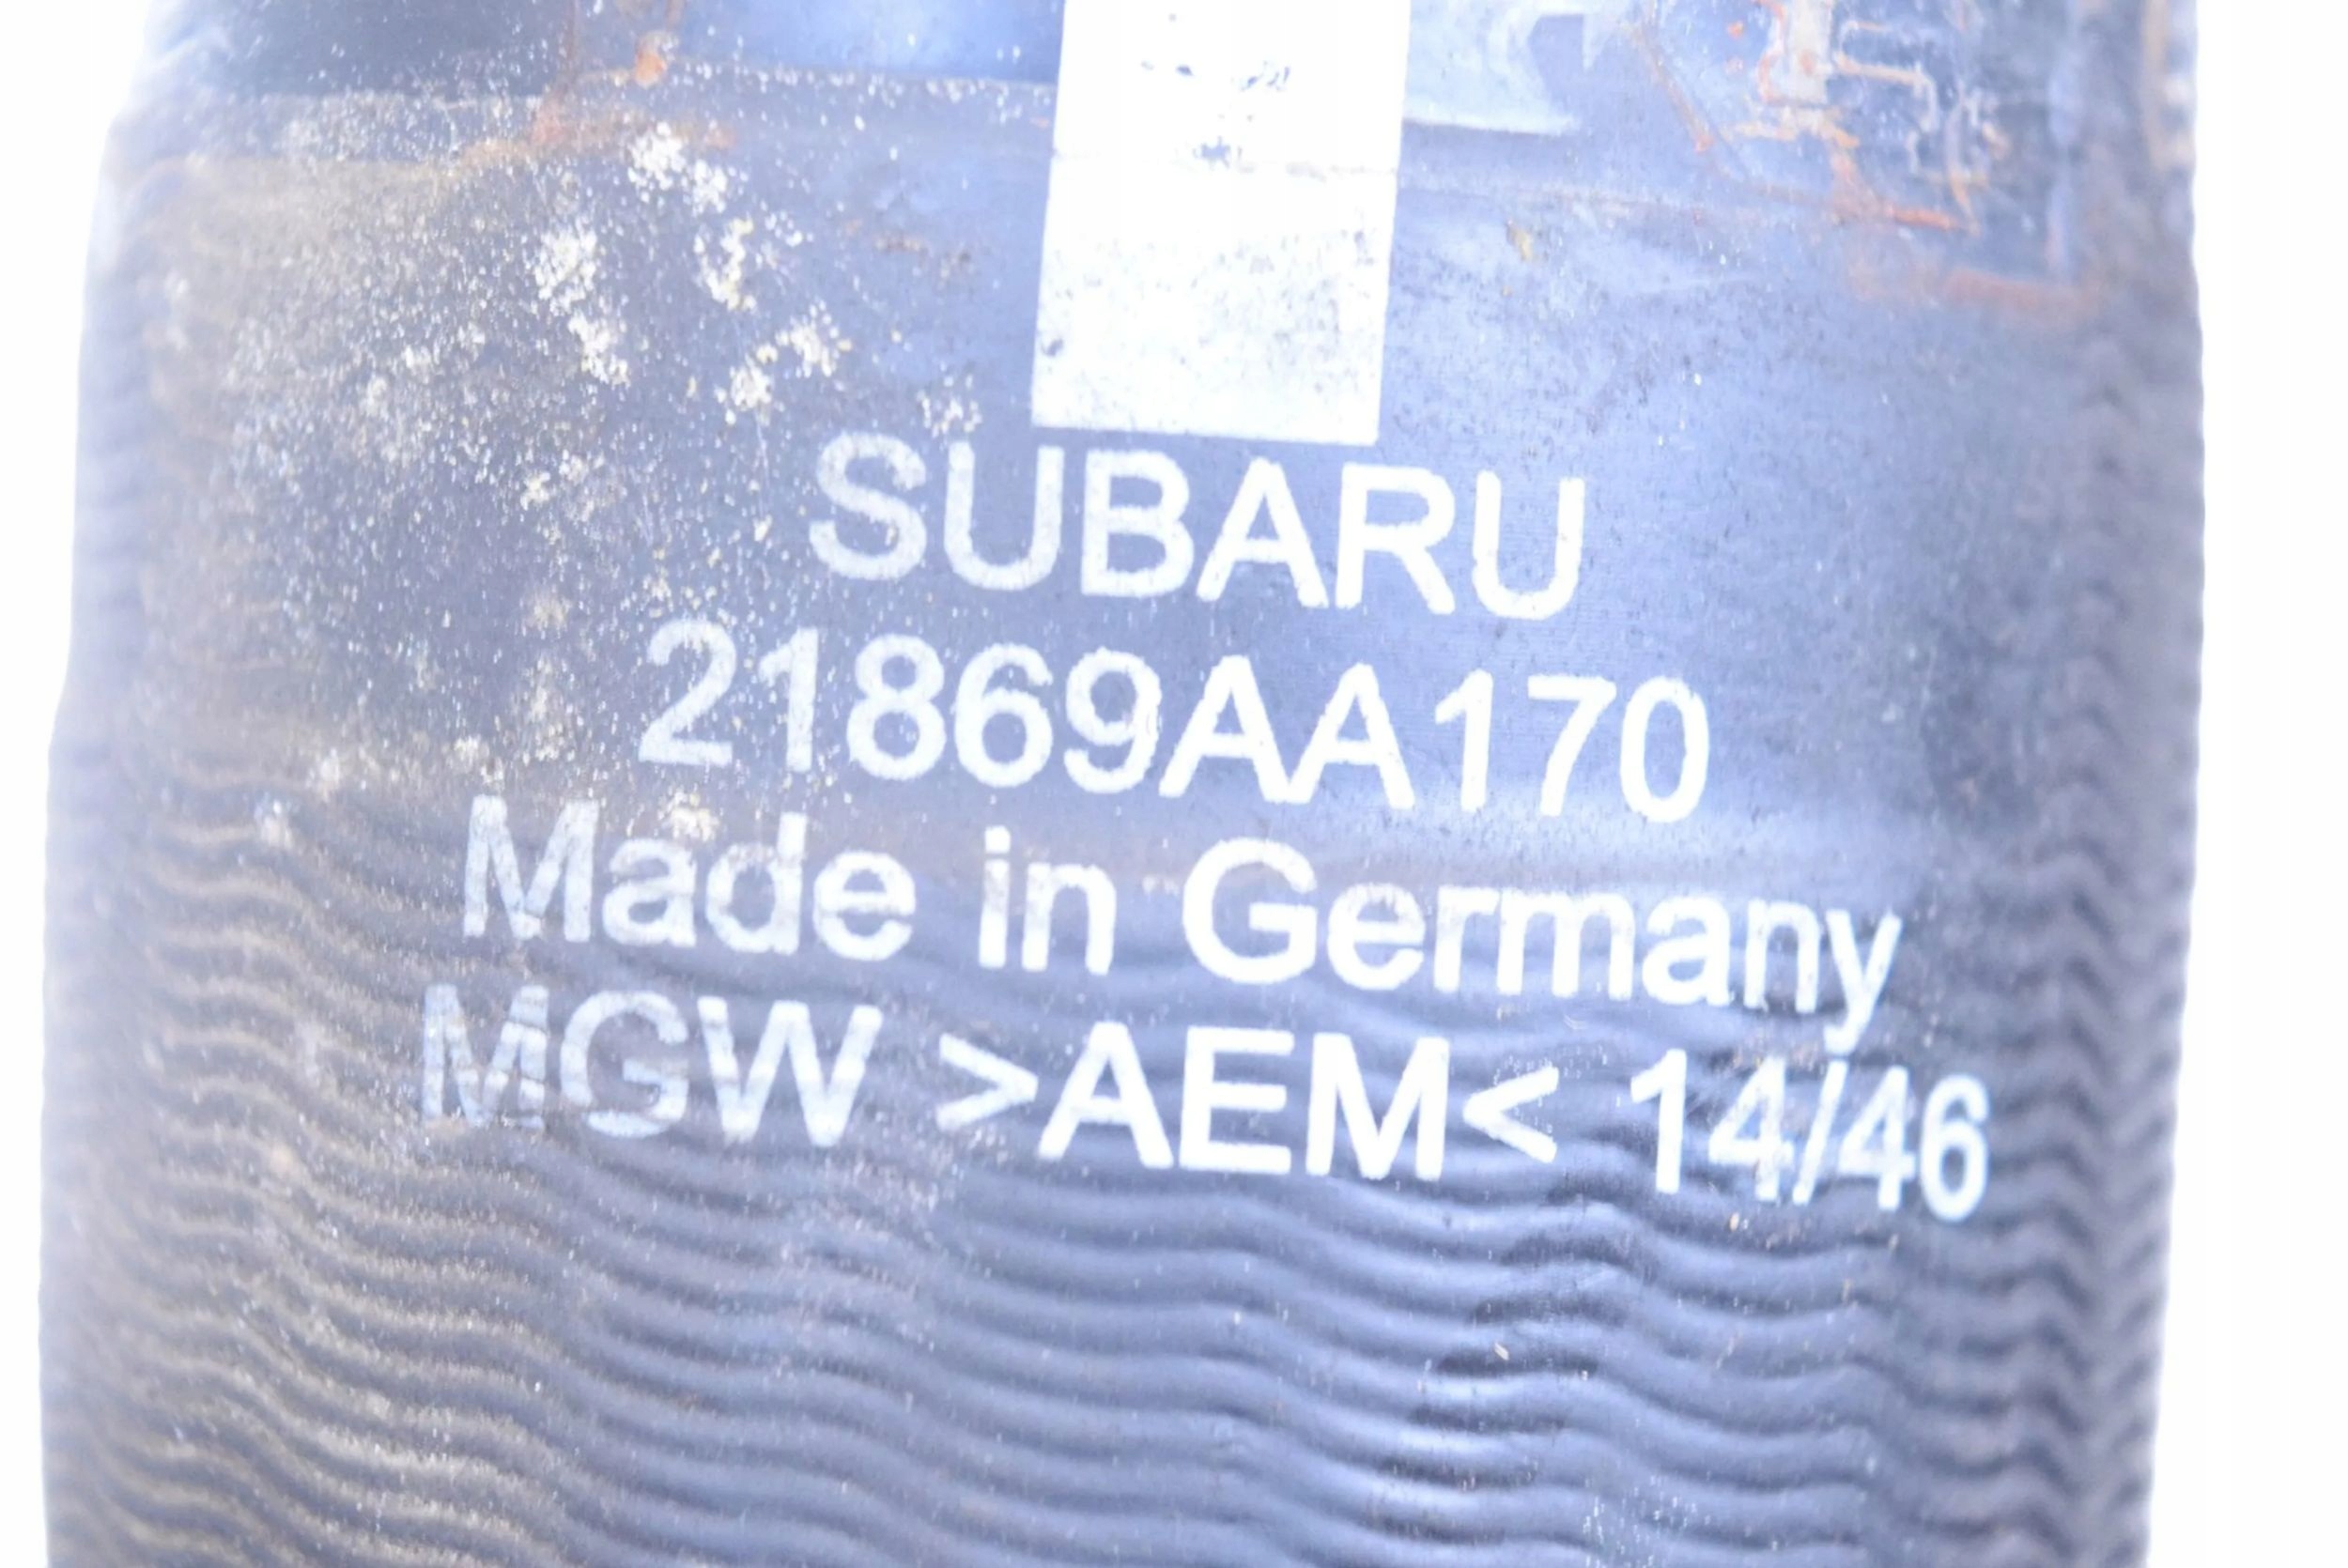 SUBARU
21869AA170
Made in Germany
MGW >AEM< 14/46